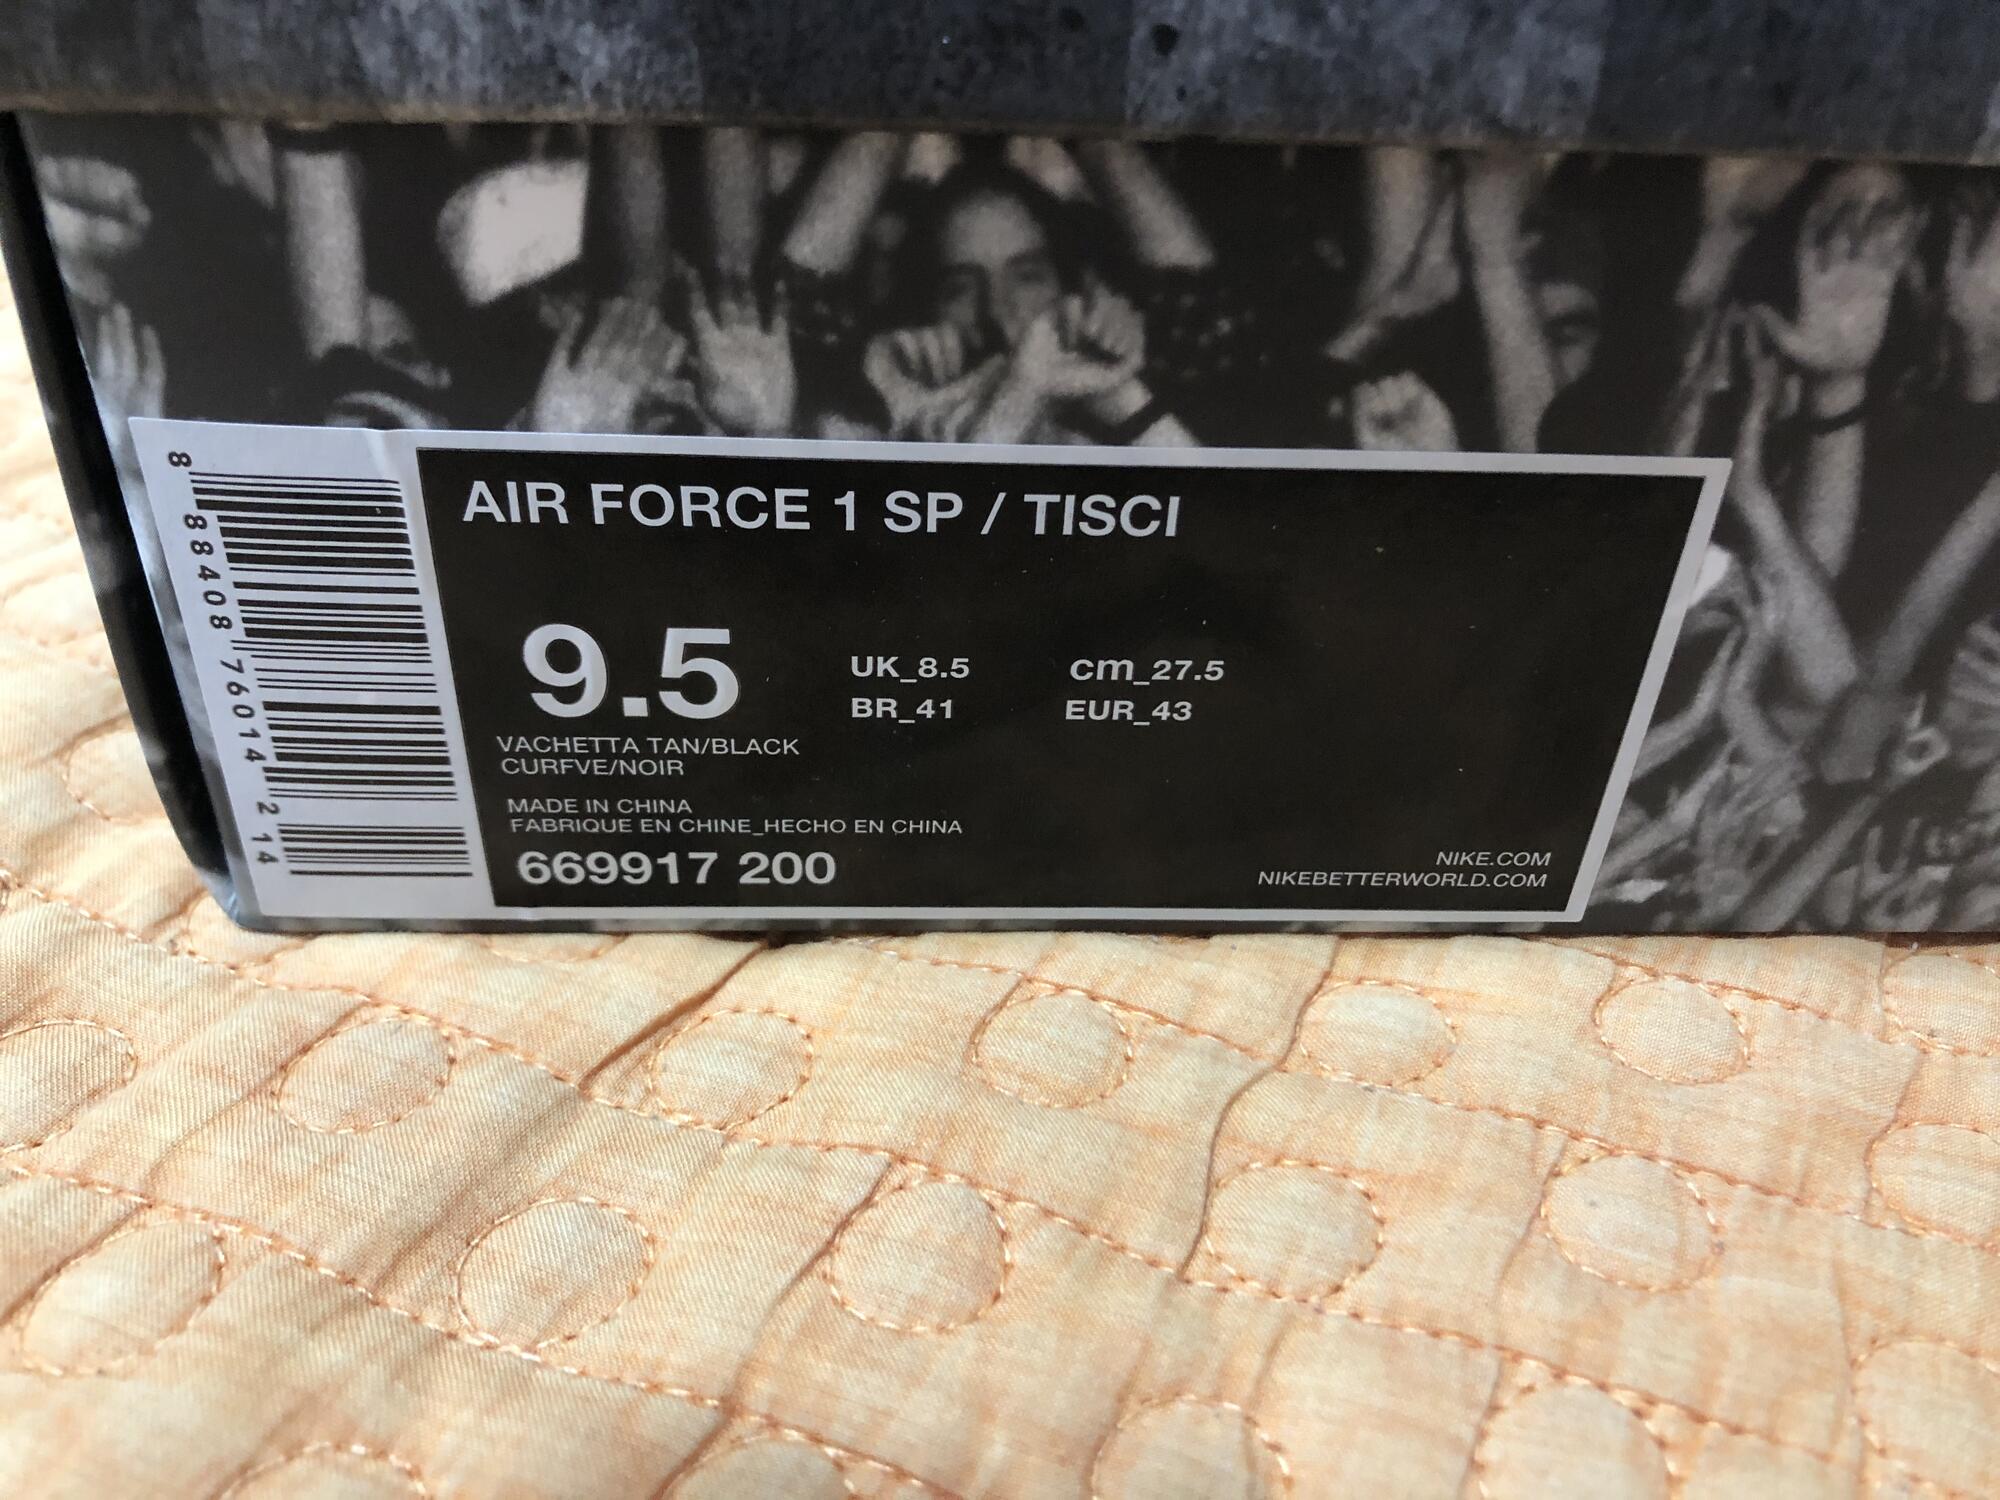 AIR FORCE 1 SP / TISCI
9.5
UK_8.5
cm_27.5
BR_41
EUR_43
VACHETTA TAN/BLACK
CURFVE/NOIR
MADE IN CHINA
FABRIQUE EN CHINE_HECHO EN CHINA
669917 200
NIKE.COM
NIKEBETTERWORLD.COM
8 88408 76014 2 14